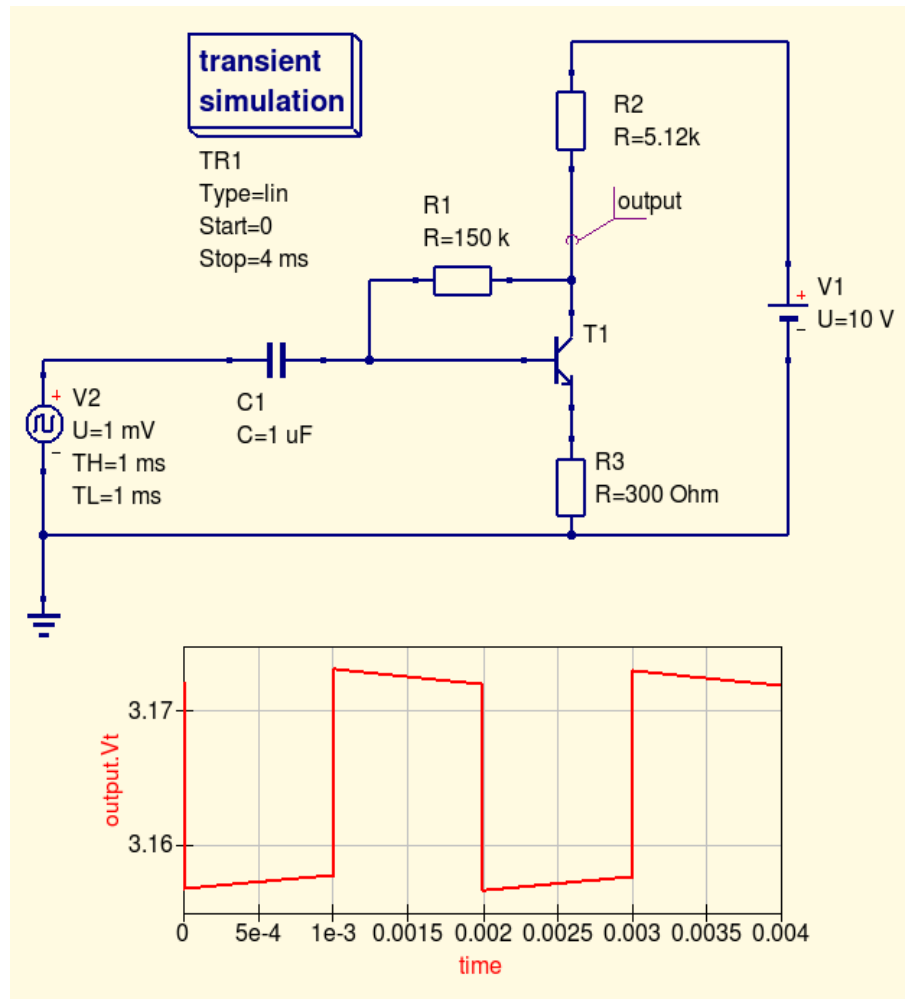 transient
simulation
TR1
Type=lin
Start=0
Stop=4 ms
R2
R=5.12k
R1
R=150 k
output
+
V1
U=10 V
−
T1
+
V2
U=1 mV
−
TH=1 ms
TL=1 ms
C1
C=1 uF
R3
R=300 Ohm
output.Vt
3.17
3.16
0 5e-4 1e-3 0.0015 0.002 0.0025 0.003 0.0035 0.004
time